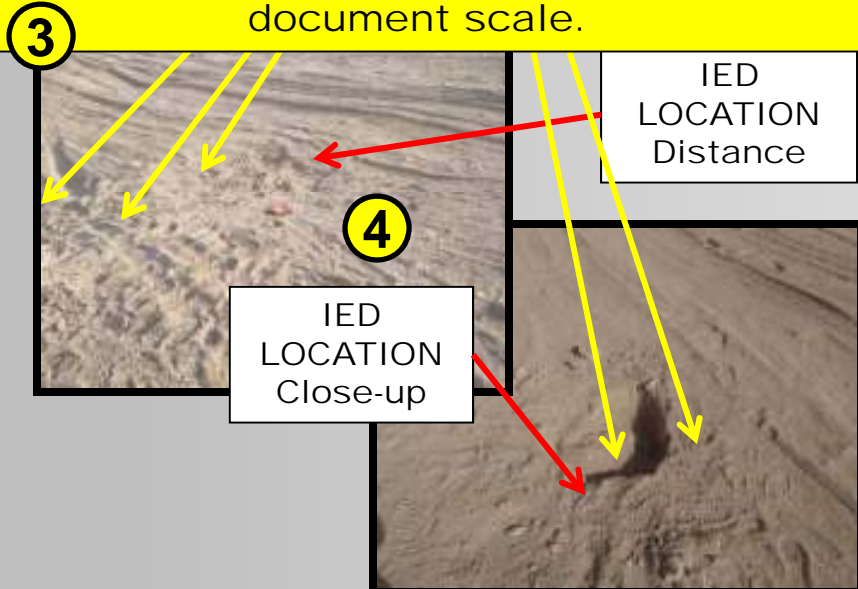 document scale.
3
IED
LOCATION
Distance
4
IED
LOCATION
Close-up